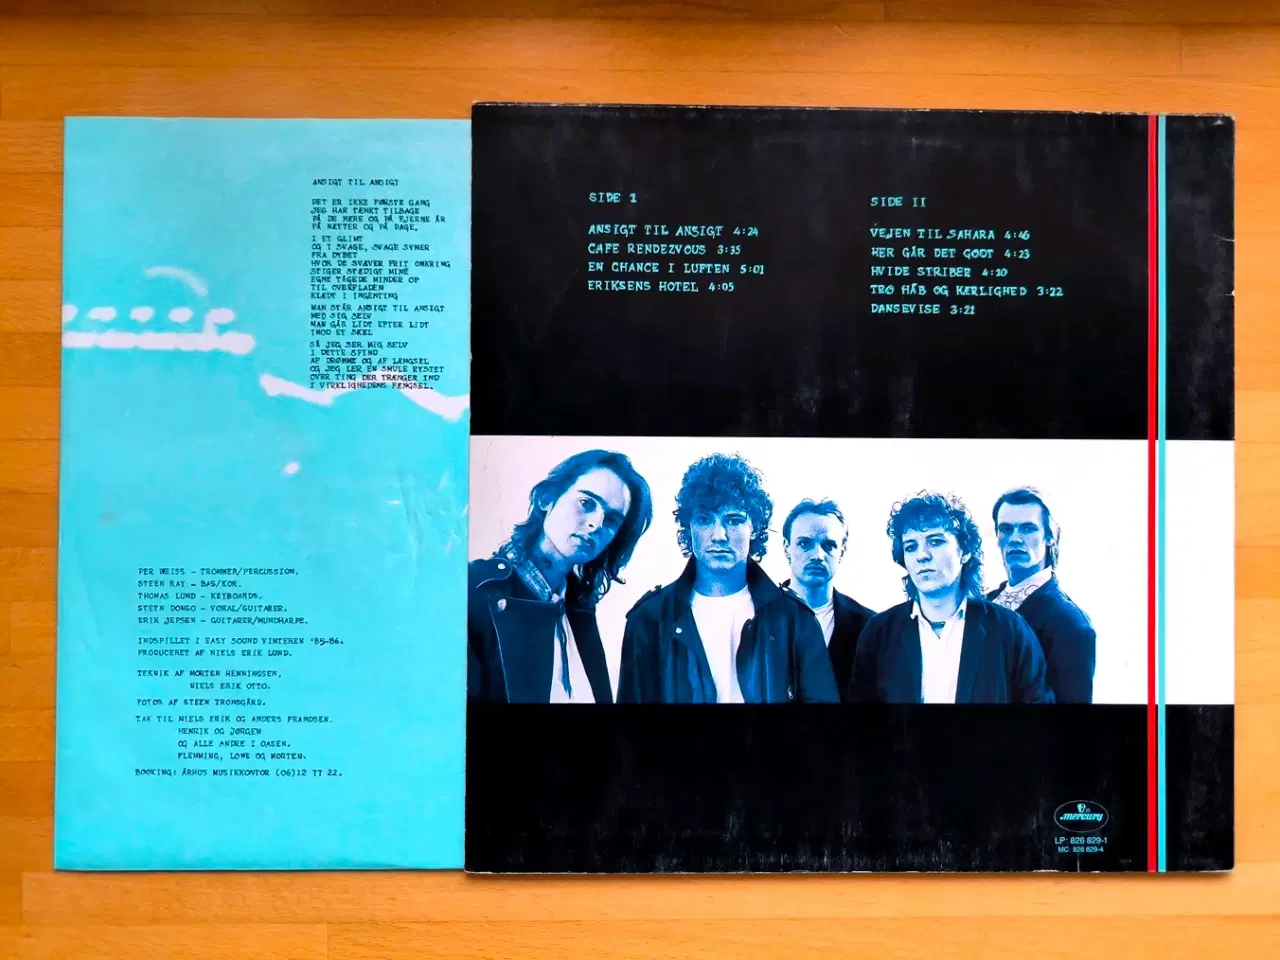 ANSIGT TIL ANSIGT
DET ER IKKE FØRSTE GANG
JEG HAR TÆNKT TILBAGE
PÅ DE NÆRE OG PÅ FJERNE ÅR
PÅ NÆTTER OG PÅ DAGE.
I ET GLIMT
OG I SVAGE, SVAGE SYNER
FRA DYBET
HVOR DE SVÆVER FRIT OMKRING
STIGER STÆDIGT MINE
EGNE TÅGEDE MINDER OP
TIL OVERFLADEN
KLÆDT I INGENTING
MAN STÅR ANSIGT TIL ANSIGT
MED SIG SELV
MAN GÅR LIDT EFTER LIDT
IMOD ET SKEL
SÅ JEG SER MIG SELV
I DETTE SPIND
AF DRØMME OG AF LÆNGSEL
OG JEG LER EN SMULE RYSTET
OVER TING DER TRÆNGER IND
I VIRKLIGHEDENS FÆNGSEL.
PER WEISS - TROMMER/PERCUSSION.
STEEN RAY - BAS/KOR.
THOMAS LUND - KEYBOARDS.
STEEN DONGO - VOKAL/GUITARER.
ERIK JEPSEN - GUITARER/MUNDHARPE.
INDSPILLET I EASY SOUND VINTEREN '85-86.
PRODUCERET AF NIELS ERIK LUND.
TEKNIK AF MORTEN HENNINGSEN,
NIELS ERIK OTTO.
FOTOS AF STEEN TRONSGÅRD.
TAK TIL NIELS ERIK OG ANDERS FRANDSEN.
HENRIK OG JØRGEN
OG ALLE ANDRE I OASEN.
FLEMMING, LONE OG MORTEN.
BOOKING: ÅRHUS MUSIKKONTOR (06)12 77 22.
SIDE 1
ANSIGT TIL ANSIGT 4:24
CAFE RENDEZVOUS 3:35
EN CHANCE I LUFTEN 5:01
ERIKSENS HOTEL 4:05
SIDE II
VEJEN TIL SAHARA 4:46
HER GÅR DET GODT 4:23
HVIDE STRIBER 4:10
TRO HÅB OG KÆRLIGHED 3:22
DANSEVISE 3:21
mercury
LP: 826 829-1
MC: 826 829-4